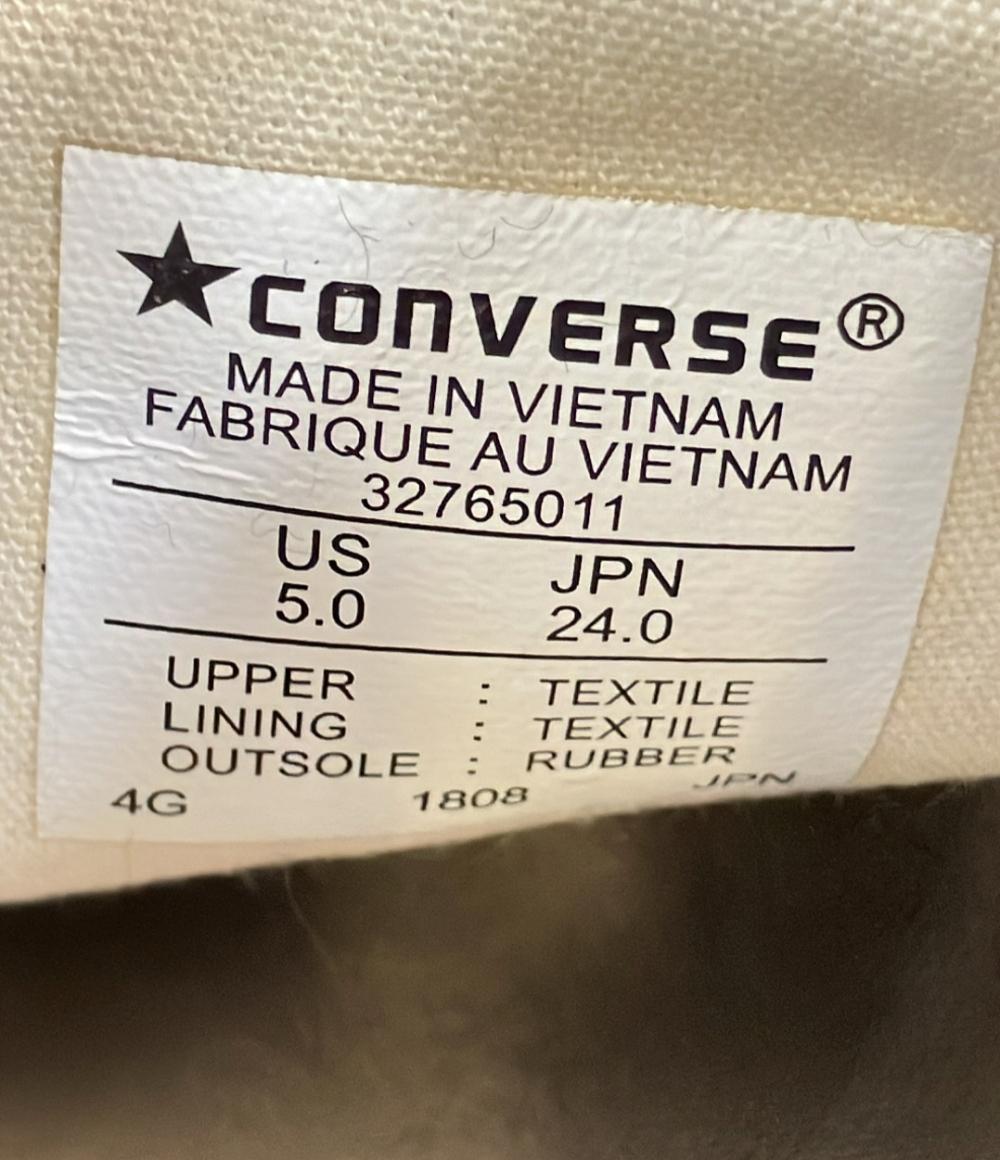 ★CONVERSE®
MADE IN VIETNAM
FABRIQUE AU VIETNAM
32765011
US JPN
5.0 24.0
UPPER : TEXTILE
LINING : TEXTILE
OUTSOLE : RUBBER
4G 1808 JPN